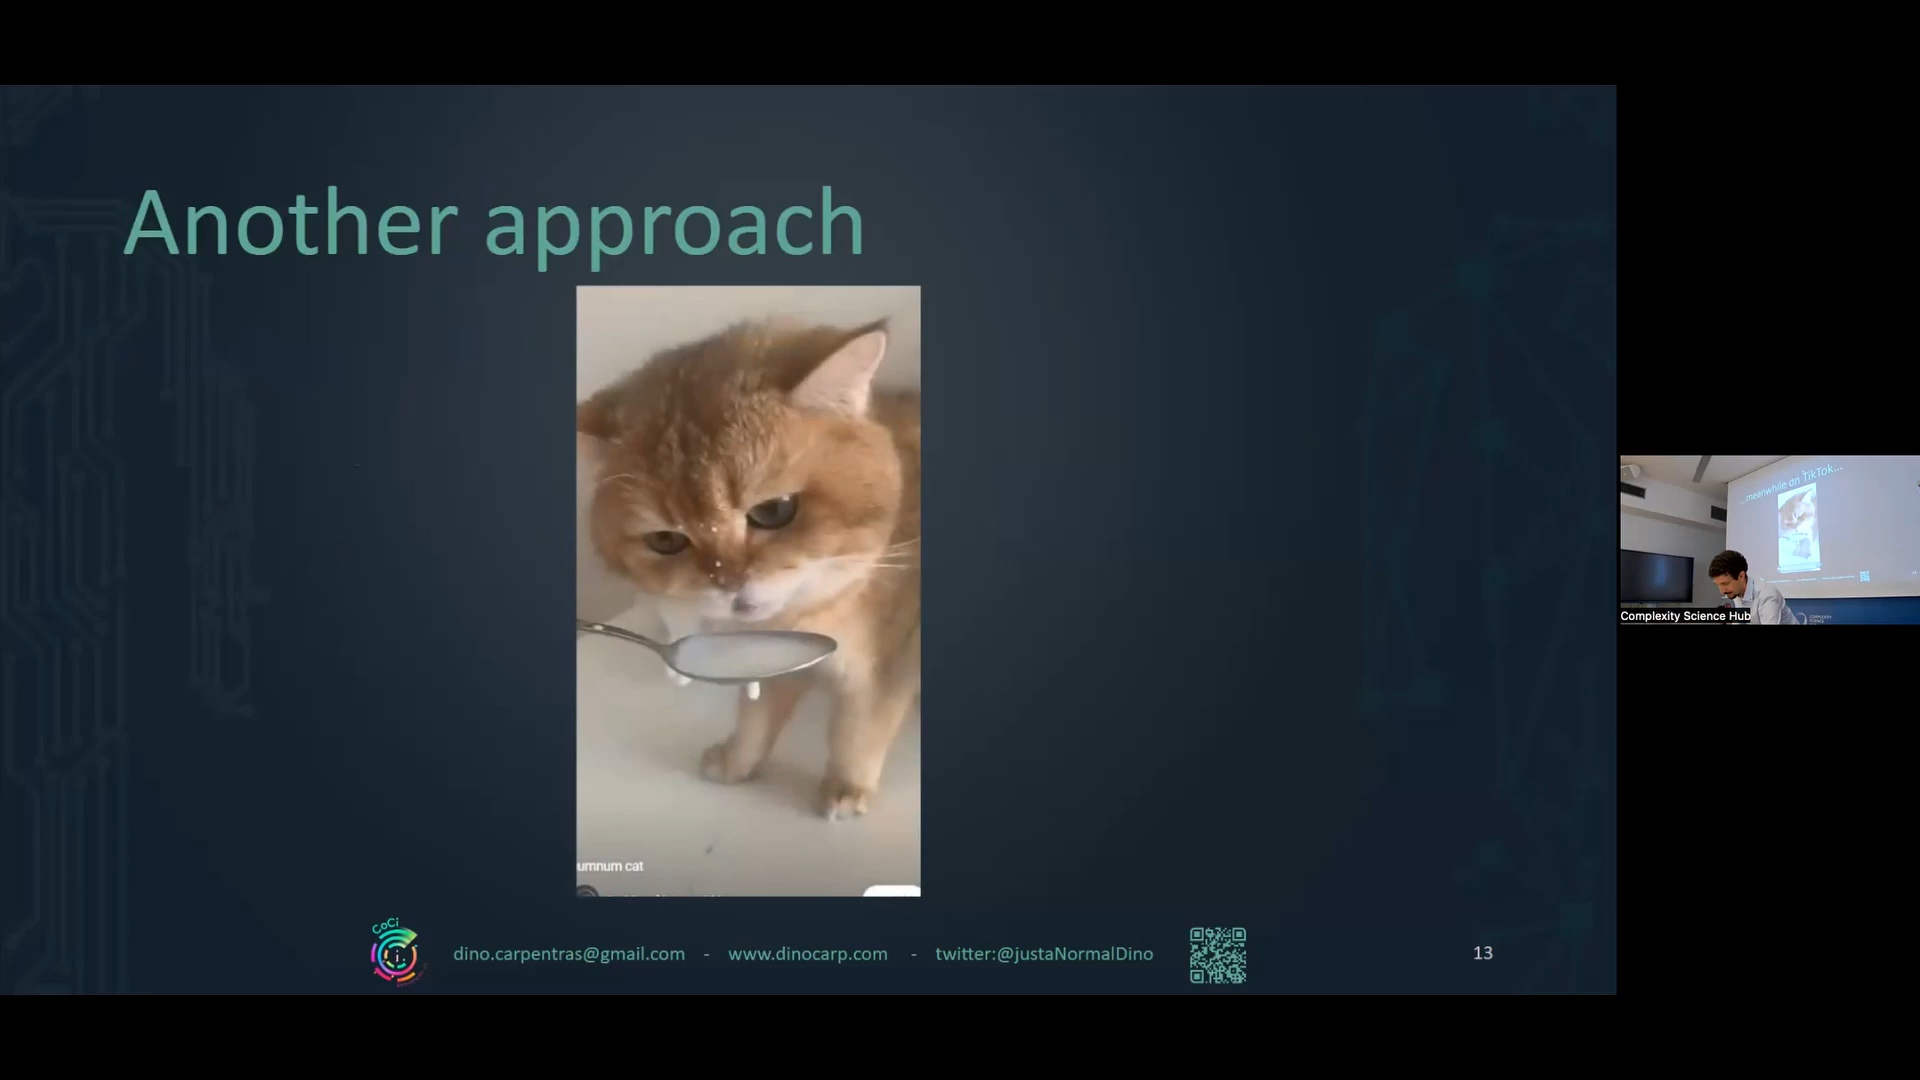 Another approach
umnum cat
CoCi
dino.carpentras@gmail.com - www.dinocarp.com - twitter:@justaNormalDino
13
...meanwhile on TikTok...
Complexity Science Hub